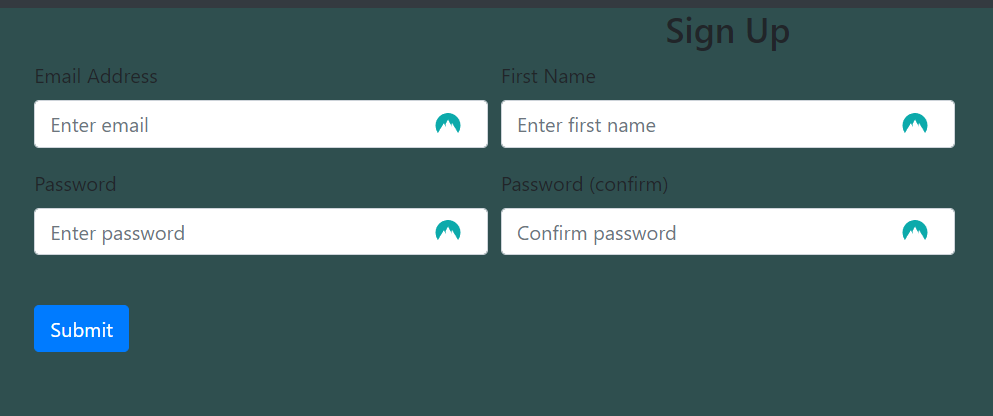 Sign Up
Email Address
First Name
Enter email
Enter first name
Password
Password (confirm)
Enter password
Confirm password
Submit